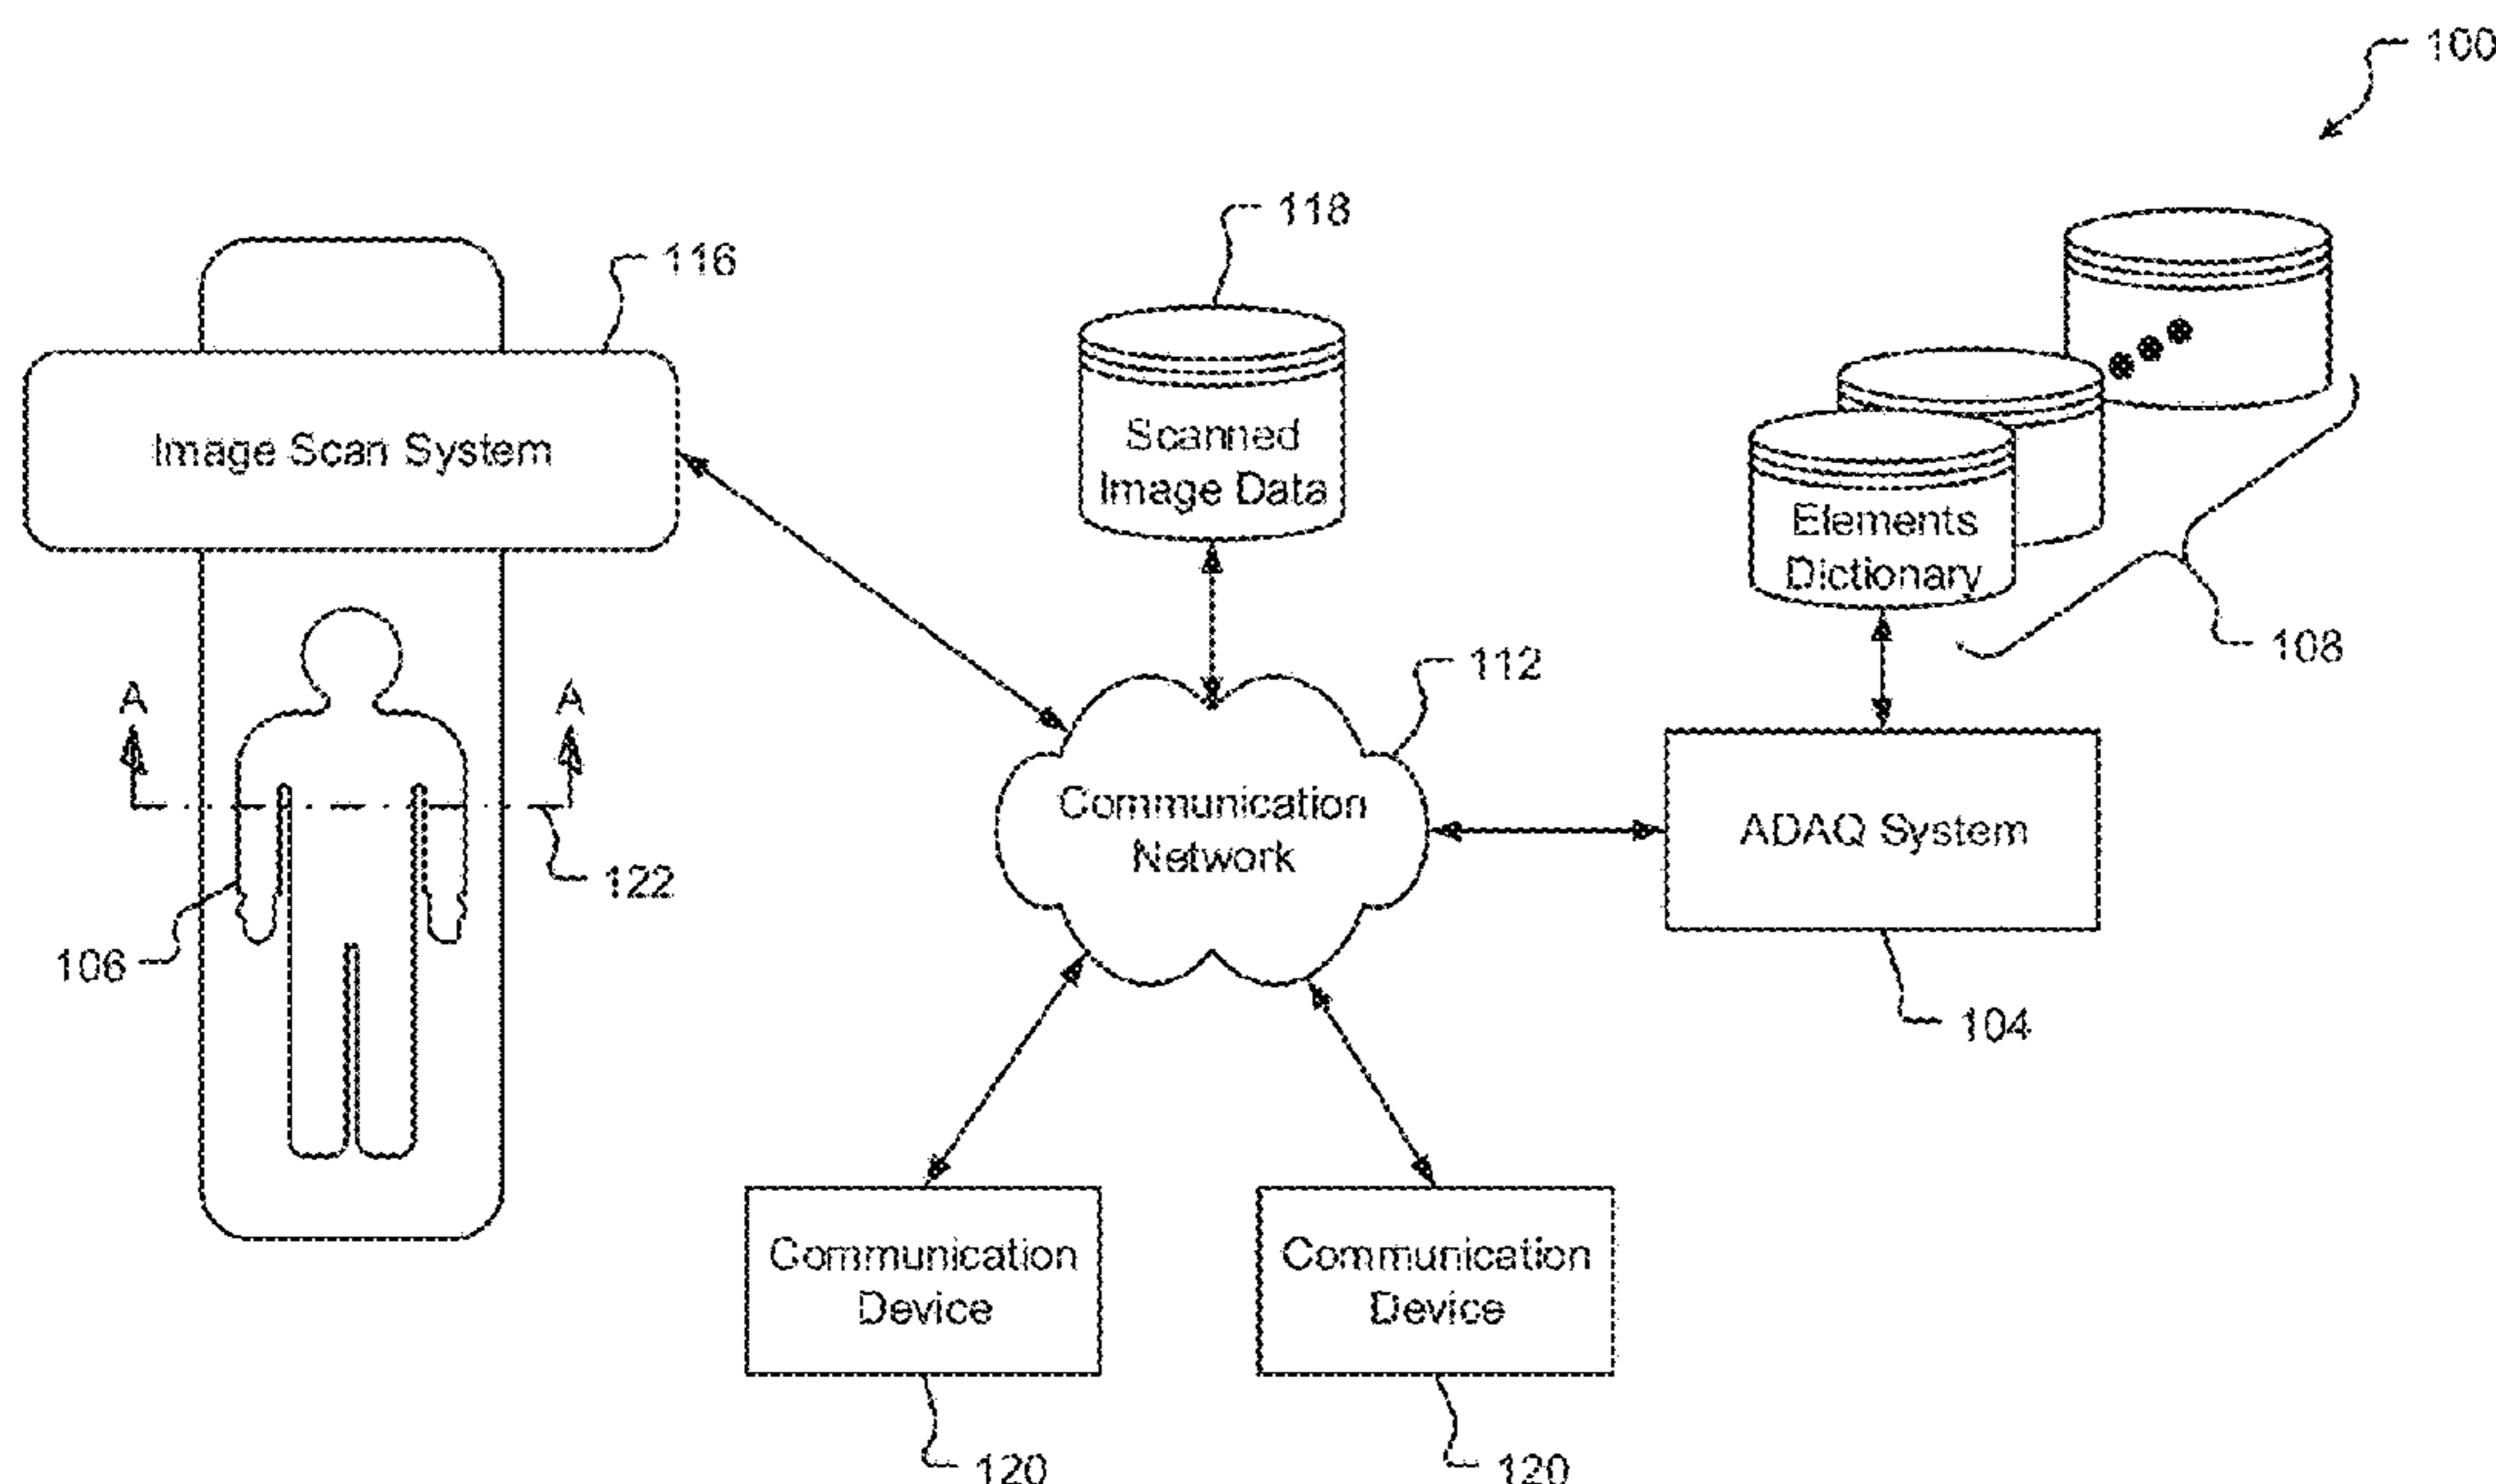 100
118
116
Scanned
Image Data
Image Scan System
Elements
Dictionary
108
112
A
A
Communication
Network
ADAQ System
122
106
104
Communication
Device
Communication
Device
120
120